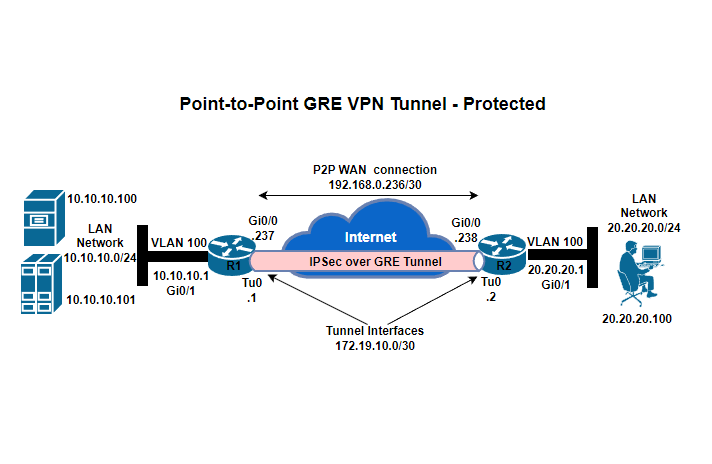 Point-to-Point GRE VPN Tunnel - Protected
P2P WAN connection
192.168.0.236/30
10.10.10.100
LAN
Network
10.10.10.0/24
10.10.10.101
VLAN 100
10.10.10.1
Gi0/1
Gi0/0
.237
R1
Tu0
.1
Internet
IPSec over GRE Tunnel
Gi0/0
.238
R2
Tu0
.2
VLAN 100
20.20.20.1
Gi0/1
LAN
Network
20.20.20.0/24
20.20.20.100
Tunnel Interfaces
172.19.10.0/30